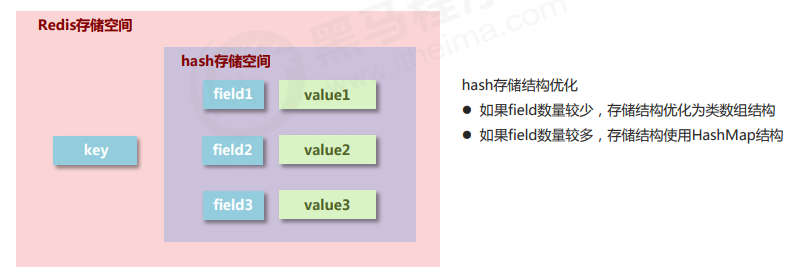 Redis存储空间
hash存储空间
field1 value1
key field2 value2
field3 value3
hash存储结构优化
● 如果field数量较少，存储结构优化为类数组结构
● 如果field数量较多，存储结构使用HashMap结构
黑马程序
www.itheima.com